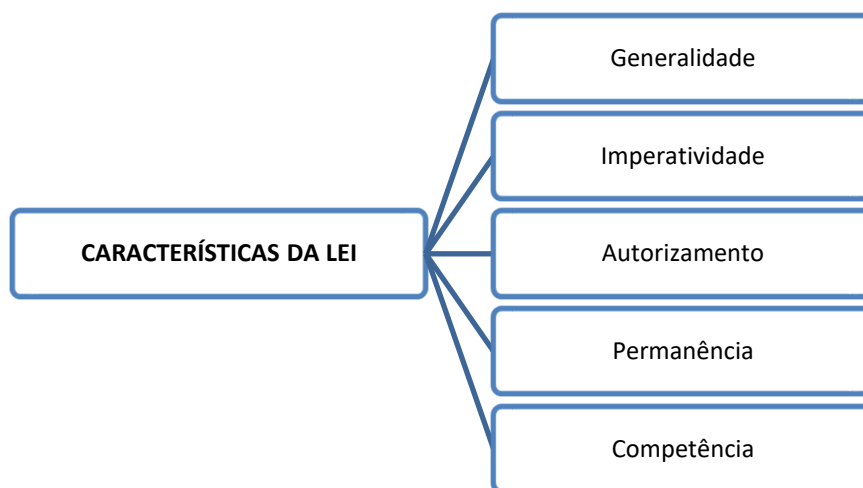 Generalidade
Imperatividade
CARACTERÍSTICAS DA LEI
Autorizamento
Permanência
Competência